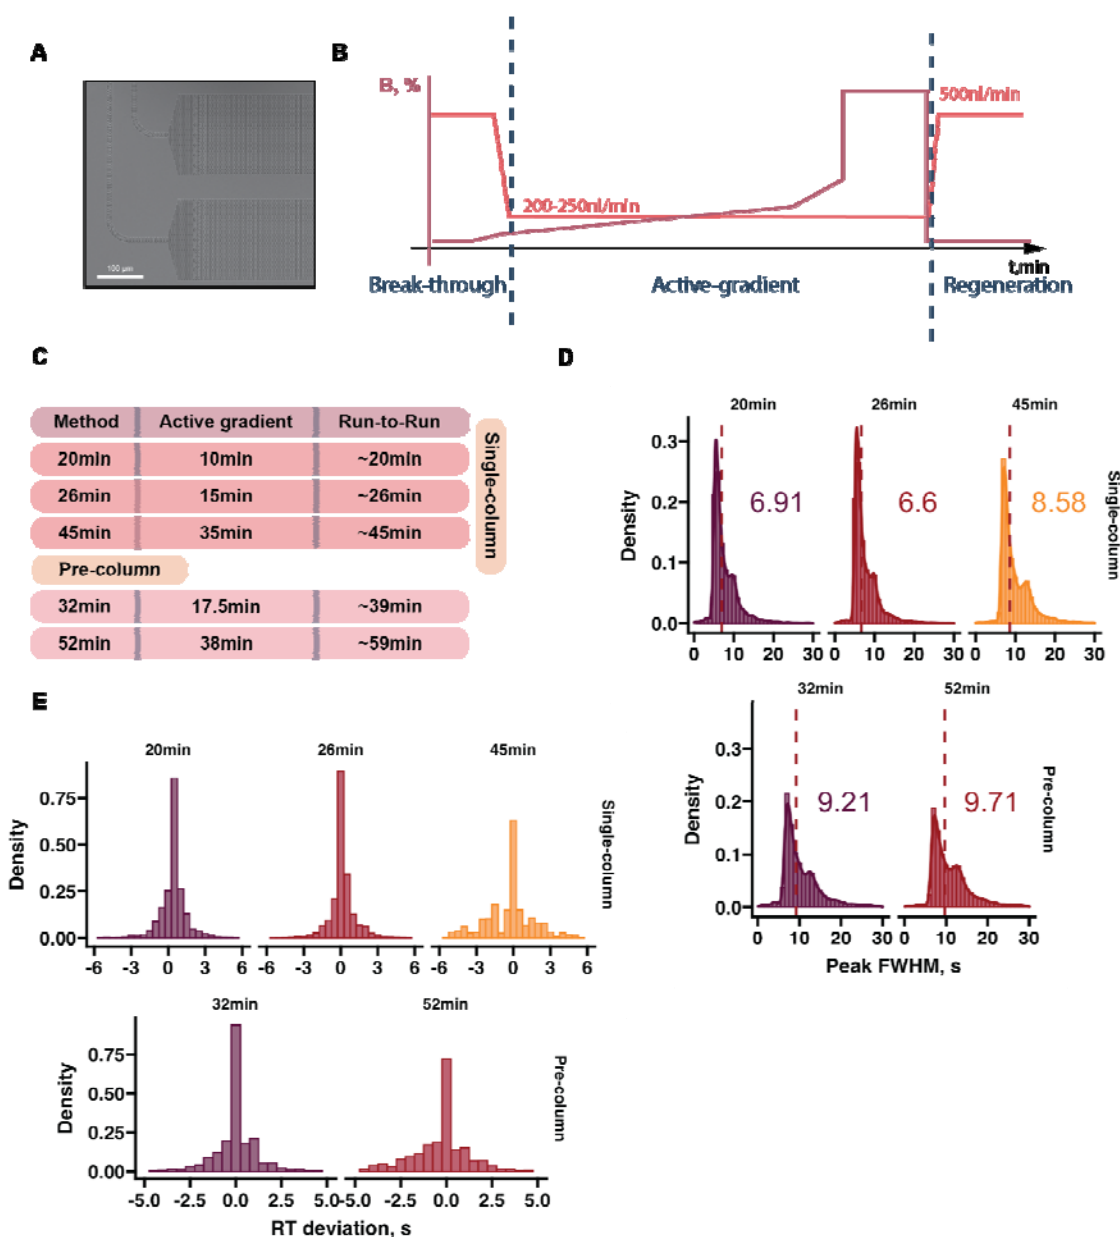 A
100 µm
B
B, %
500nl/min
200-250nl/min
t,min
Break-through
Active-gradient
Regeneration
C
Method Active gradient Run-to-Run
20min 10min ~20min
26min 15min ~26min
45min 35min ~45min
Single-column
Pre-column
32min 17.5min ~39min
52min 38min ~59min
D
20min 26min 45min
Density
0.3
0.2
0.1
0.0
6.91 6.6 8.58
Single-column
0 10 20 30 0 10 20 30 0 10 20 30
32min 52min
Density
0.3
0.2
0.1
0.0
9.21 9.71
Pre-column
0 10 20 30 0 10 20 30
Peak FWHM, s
E
20min 26min 45min
Density
0.75
0.50
0.25
0.00
Single-column
-6 -3 0 3 6 -6 -3 0 3 6 -6 -3 0 3 6
32min 52min
Density
0.75
0.50
0.25
0.00
Pre-column
-5.0 -2.5 0.0 2.5 5.0 -5.0 -2.5 0.0 2.5 5.0
RT deviation, s